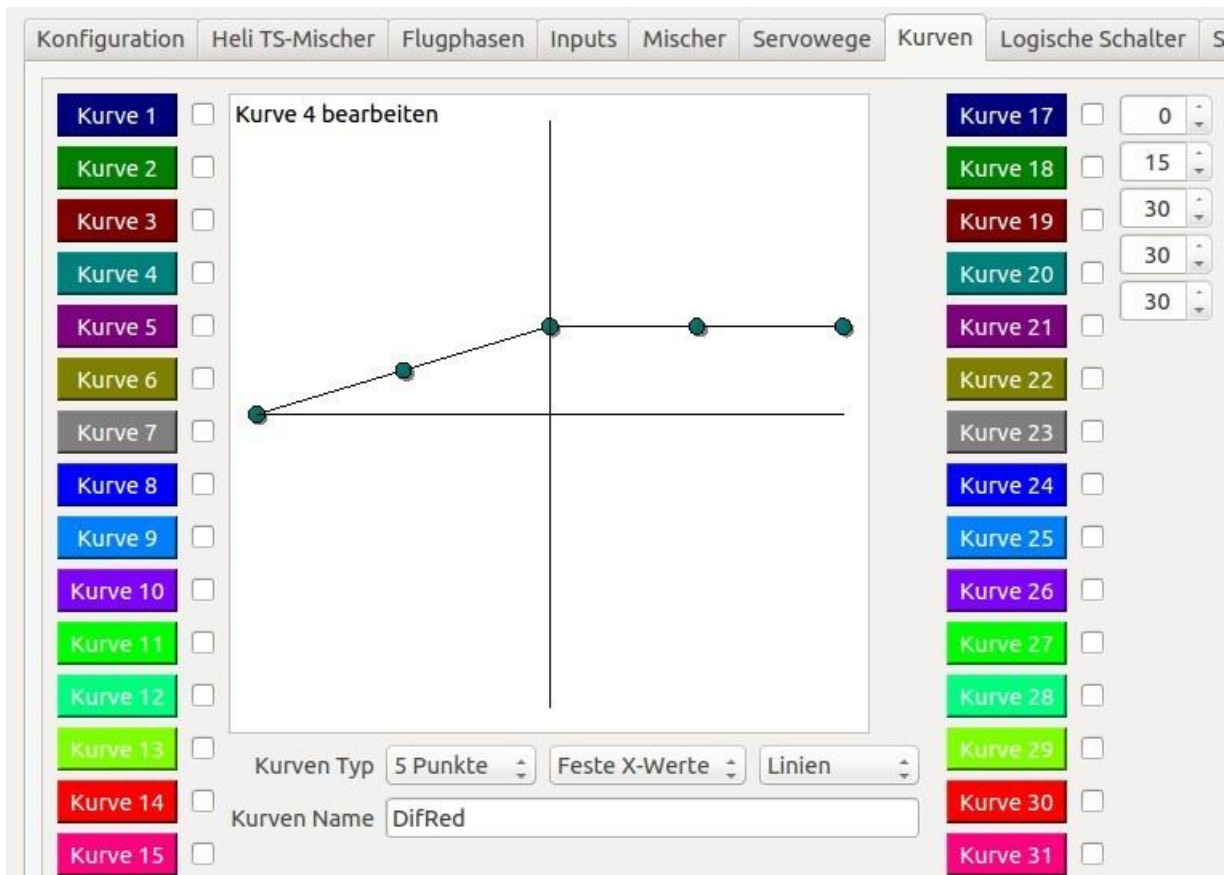 Konfiguration Heli TS-Mischer Flugphasen Inputs Mischer Servowege Kurven Logische Schalter S
Kurve 4 bearbeiten
Kurve 1
Kurve 2
Kurve 3
Kurve 4
Kurve 5
Kurve 6
Kurve 7
Kurve 8
Kurve 9
Kurve 10
Kurve 11
Kurve 12
Kurve 13
Kurve 14
Kurve 15
Kurven Typ 5 Punkte Feste X-Werte Linien
Kurven Name DifRed
Kurve 17
Kurve 18
Kurve 19
Kurve 20
Kurve 21
Kurve 22
Kurve 23
Kurve 24
Kurve 25
Kurve 26
Kurve 27
Kurve 28
Kurve 29
Kurve 30
Kurve 31
0
15
30
30
30